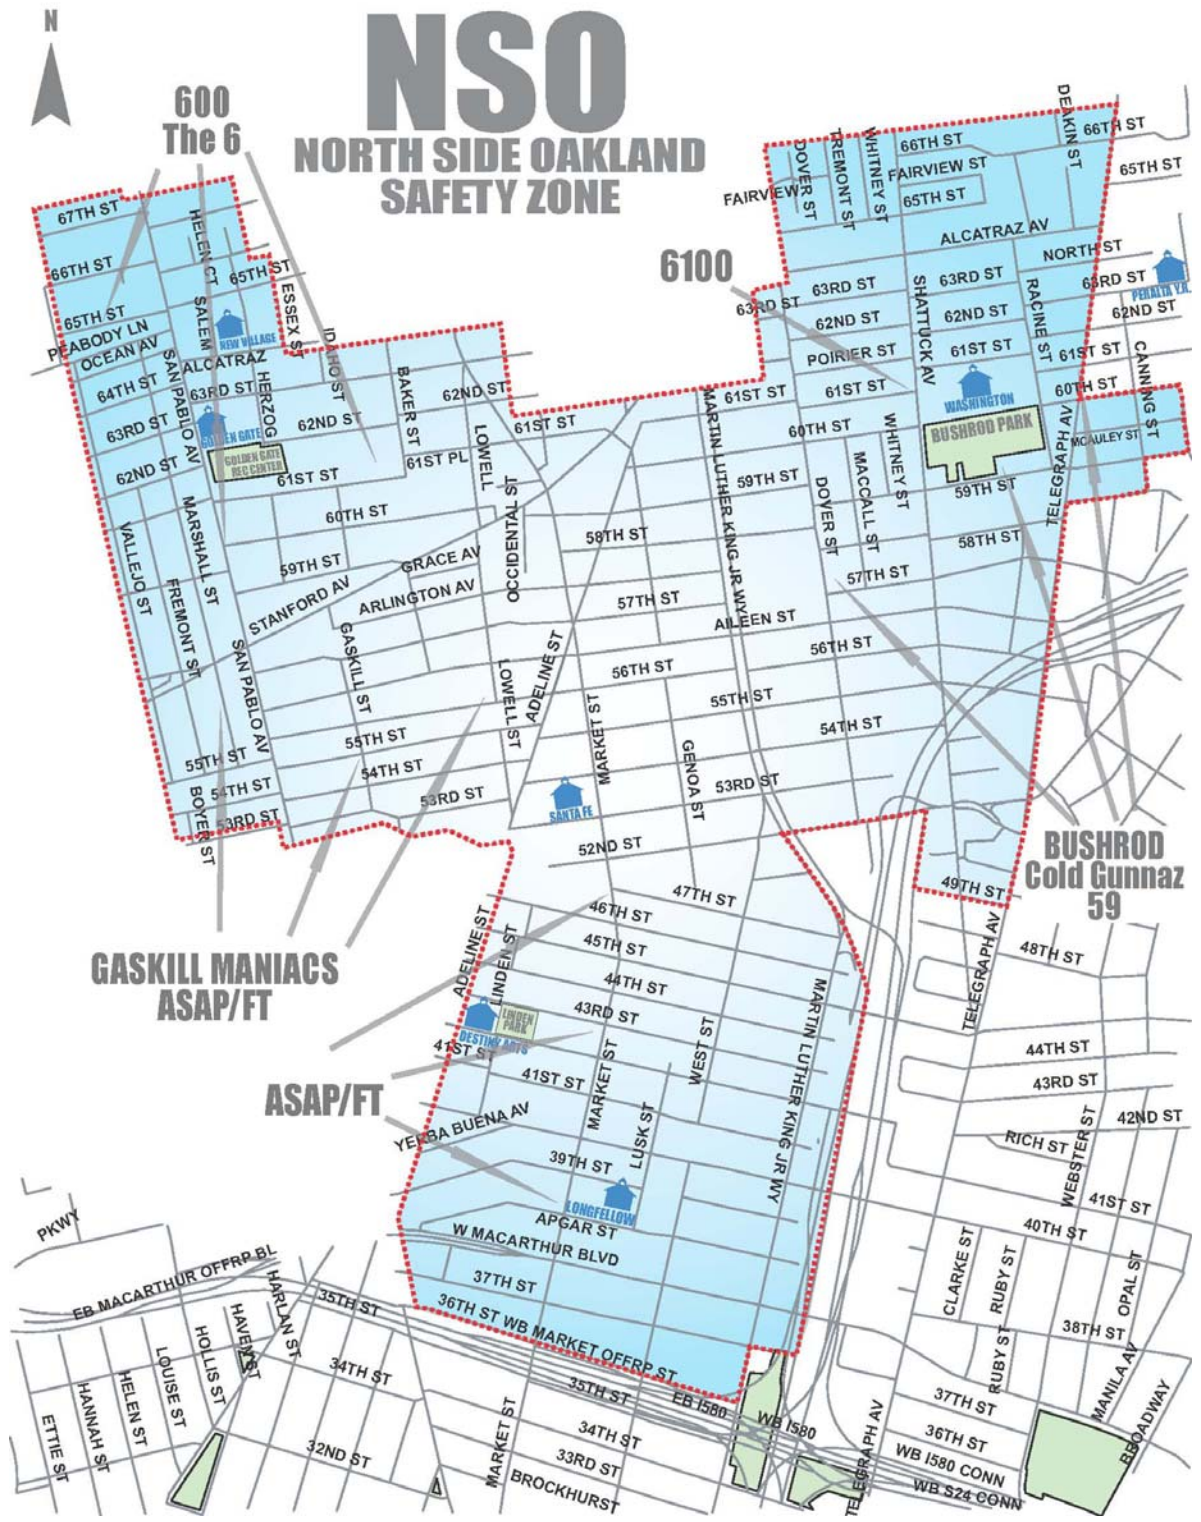 N
NSO
NORTH SIDE OAKLAND
SAFETY ZONE
600
The 6
6100
67TH ST
66TH ST
65TH ST
PEABODY LN
OCEAN AV
64TH ST
63RD ST
62ND ST
HELEN CT
SALEM
65TH ST
ESSEX ST
NEW VILLAGE
ALCATRAZ
63RD ST
HERZOG
IDAHO ST
SAN PABLO AV
GOLDEN GATE
GOLDEN GATE
REC CENTER
62ND ST
61ST ST
60TH ST
59TH ST
BAKER ST
62ND ST
61ST PL
LOWELL
61ST ST
OCCIDENTAL ST
VALLEJO ST
FREMONT ST
MARSHALL ST
STANFORD AV
GRACE AV
ARLINGTON AV
GASKILL ST
SAN PABLO AV
LOWELL ST
ADELINE ST
55TH ST
54TH ST
53RD ST
BOYER ST
55TH ST
54TH ST
53RD ST
58TH ST
57TH ST
AILEEN ST
56TH ST
55TH ST
MARKET ST
GENOA ST
53RD ST
SANTA FE
52ND ST
MARTIN LUTHER KING JR WY
FAIRVIEW
DOVER ST
TREMONT ST
WHITNEY ST
66TH ST
FAIRVIEW ST
65TH ST
DEAKIN ST
66TH ST
65TH ST
ALCATRAZ AV
NORTH ST
63RD ST
PERALTA Y.R.
62ND ST
63RD ST
63RD ST
62ND ST
POIRIER ST
61ST ST
61ST ST
SHATTUCK AV
63RD ST
62ND ST
61ST ST
RACINE ST
61ST ST
60TH ST
CANNING ST
WASHINGTON
BUSHROD PARK
MCAULEY ST
60TH ST
59TH ST
DOVER ST
MACCALL ST
WHITNEY ST
59TH ST
TELEGRAPH AV
58TH ST
57TH ST
56TH ST
54TH ST
BUSHROD
Cold Gunnaz
59
49TH ST
GASKILL MANIACS
ASAP/FT
ASAP/FT
ADELINE ST
LINDEN ST
47TH ST
46TH ST
45TH ST
44TH ST
43RD ST
LINDEN
PARK
DESTINY ARTS
41ST ST
41ST ST
MARKET ST
WEST ST
LUSK ST
MARTIN LUTHER KING JR WY
YERBA BUENA AV
39TH ST
LONGFELLOW
APGAR ST
W MACARTHUR BLVD
37TH ST
36TH ST WB MARKET OFFRP ST
TELEGRAPH AV
48TH ST
44TH ST
43RD ST
42ND ST
RICH ST
WEBSTER ST
41ST ST
40TH ST
CLARKE ST
RUBY ST
OPAL ST
38TH ST
RUBY ST
MANILA AV
BROADWAY
37TH ST
36TH ST
WB I580 CONN
WB S24 CONN
PKWY
EB MACARTHUR OFFRP BL
HARLAN ST
35TH ST
HAVEN ST
HOLLIS ST
LOUISE ST
HELEN ST
HANNAH ST
ETTIE ST
34TH ST
32ND ST
MARKET ST
35TH ST
34TH ST
33RD ST
BROCKHURST
EB I580
WB I580
TELEGRAPH AV